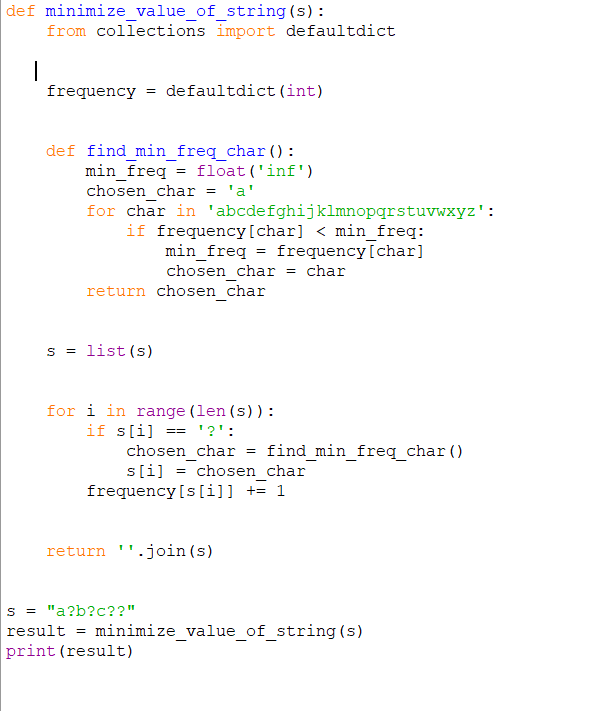 def minimize_value_of_string(s):
    from collections import defaultdict
    frequency = defaultdict(int)
    def find_min_freq_char():
        min_freq = float('inf')
        chosen_char = 'a'
        for char in 'abcdefghijklmnopqrstuvwxyz':
            if frequency[char] < min_freq:
                min_freq = frequency[char]
                chosen_char = char
        return chosen_char
    s = list(s)
    for i in range(len(s)):
        if s[i] == '?':
            chosen_char = find_min_freq_char()
            s[i] = chosen_char
        frequency[s[i]] += 1
    return ''.join(s)
s = "a?b?c??"
result = minimize_value_of_string(s)
print(result)